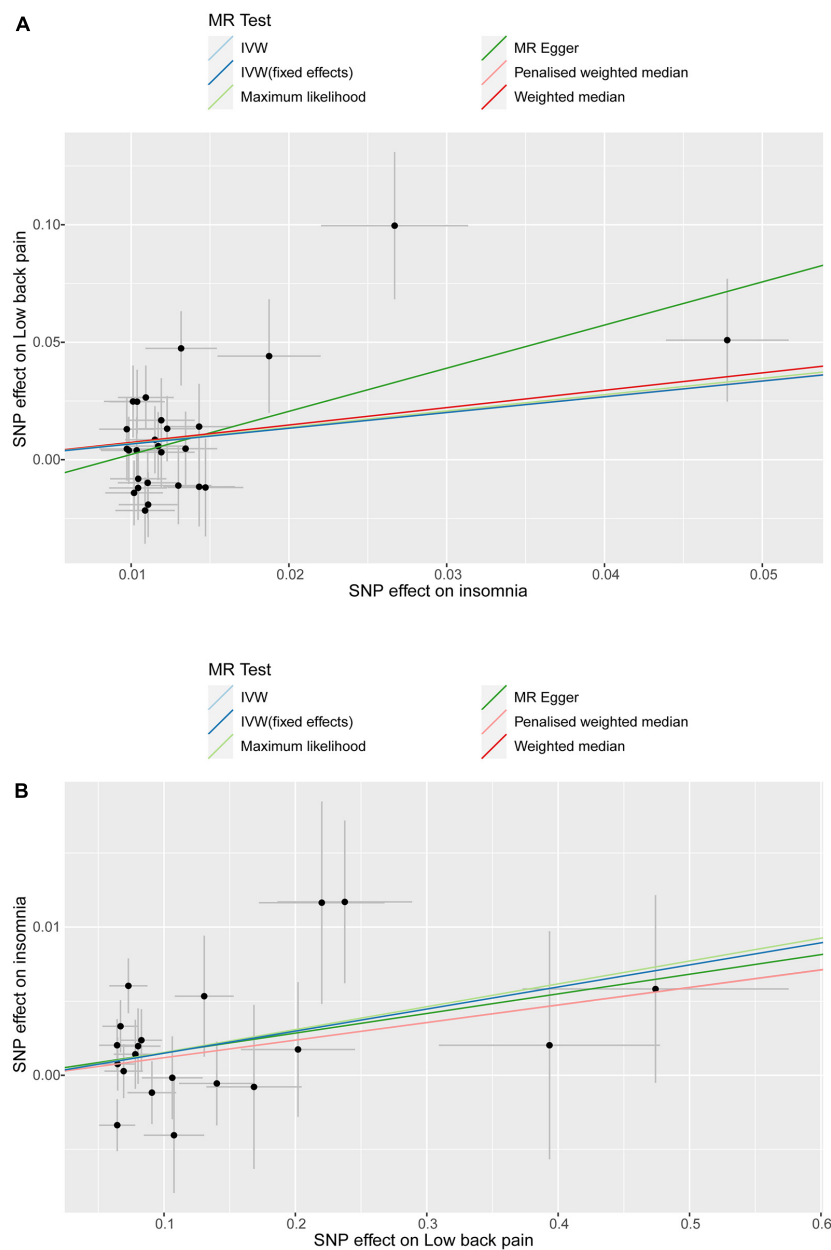 A
MR Test
IVW
IVW(fixed effects)
Maximum likelihood
MR Egger
Penalised weighted median
Weighted median
SNP effect on Low back pain
0.10
0.05
0.00
0.01 0.02 0.03 0.04 0.05
SNP effect on insomnia
MR Test
IVW
IVW(fixed effects)
Maximum likelihood
MR Egger
Penalised weighted median
Weighted median
B
SNP effect on insomnia
0.01
0.00
0.1 0.2 0.3 0.4 0.5 0.6
SNP effect on Low back pain